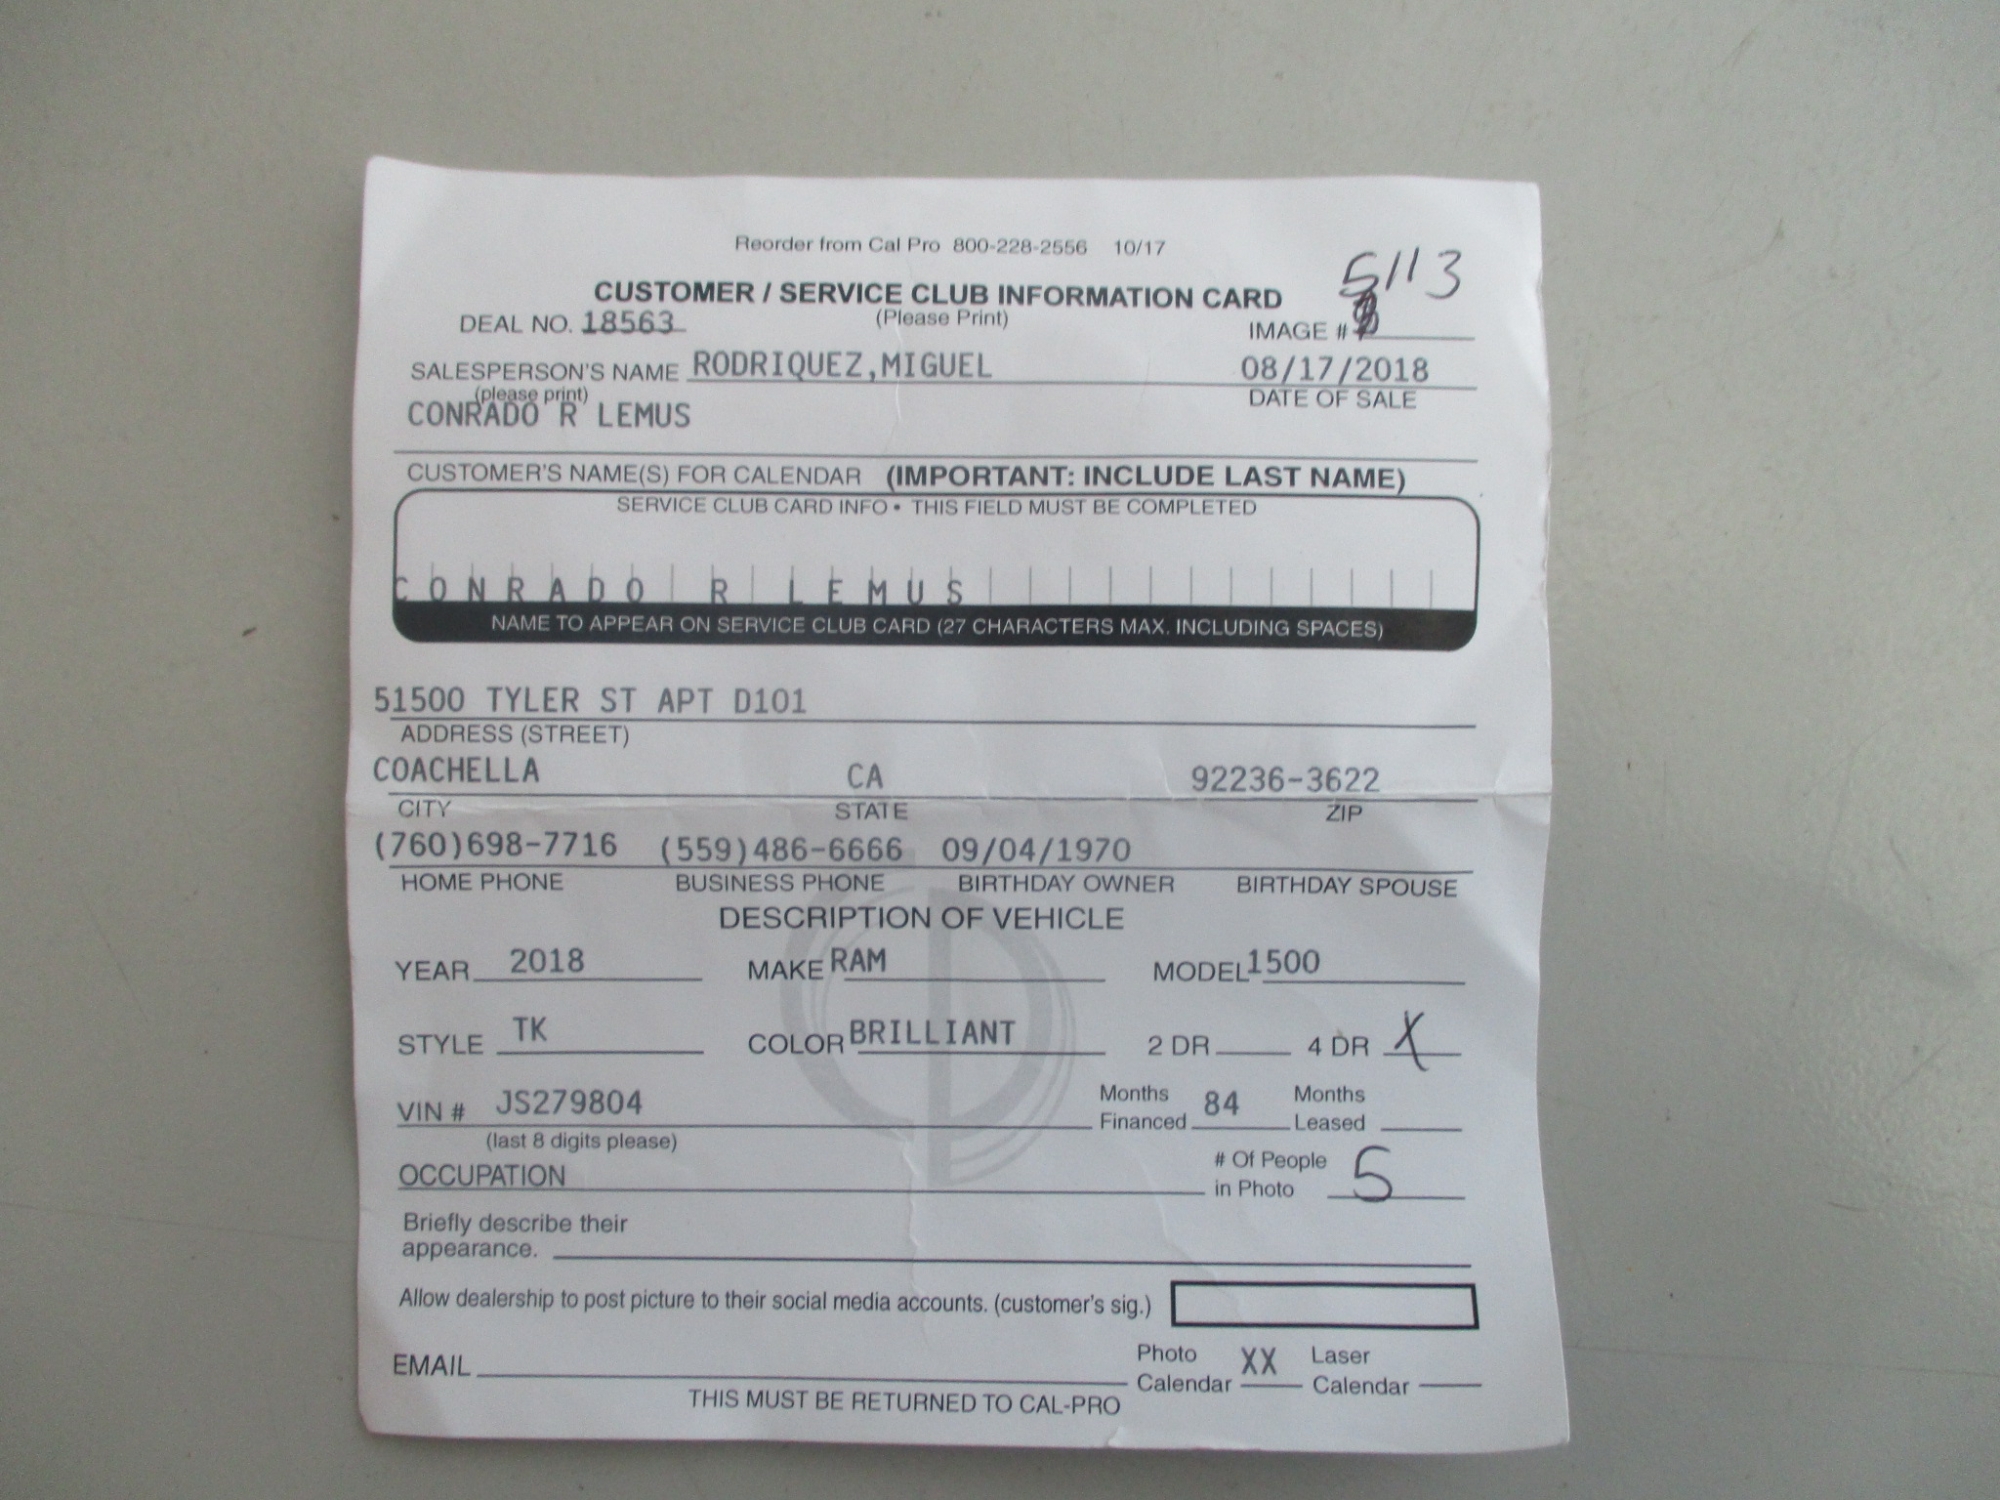 Reorder from Cal Pro 800-228-2556 10/17
5113
CUSTOMER / SERVICE CLUB INFORMATION CARD
(Please Print)
DEAL NO. 18563
IMAGE #
SALESPERSON'S NAME RODRIQUEZ,MIGUEL
08/17/2018
(please print)
DATE OF SALE
CONRADO R LEMUS
CUSTOMER'S NAME(S) FOR CALENDAR (IMPORTANT: INCLUDE LAST NAME)
SERVICE CLUB CARD INFO • THIS FIELD MUST BE COMPLETED
CONRADO R LEMUS
NAME TO APPEAR ON SERVICE CLUB CARD (27 CHARACTERS MAX. INCLUDING SPACES)
51500 TYLER ST APT D101
ADDRESS (STREET)
COACHELLA CA 92236-3622
CITY STATE ZIP
(760)698-7716 (559)486-6666 09/04/1970
HOME PHONE BUSINESS PHONE BIRTHDAY OWNER BIRTHDAY SPOUSE
DESCRIPTION OF VEHICLE
YEAR 2018 MAKE RAM MODEL 1500
STYLE TK COLOR BRILLIANT 2 DR 4 DR X
VIN # JS279804 Months Financed 84 Months Leased
(last 8 digits please)
OCCUPATION # Of People in Photo 5
Briefly describe their
appearance.
Allow dealership to post picture to their social media accounts. (customer's sig.)
EMAIL Photo Calendar XX Laser Calendar
THIS MUST BE RETURNED TO CAL-PRO